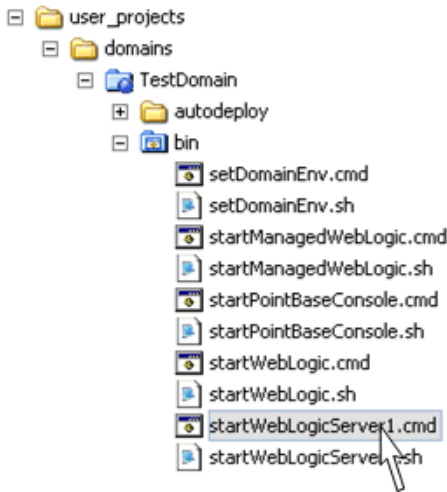 user_projects
domains
TestDomain
autodeploy
bin
setDomainEnv.cmd
setDomainEnv.sh
startManagedWebLogic.cmd
startManagedWebLogic.sh
startPointBaseConsole.cmd
startPointBaseConsole.sh
startWebLogic.cmd
startWebLogic.sh
startWebLogicServer1.cmd